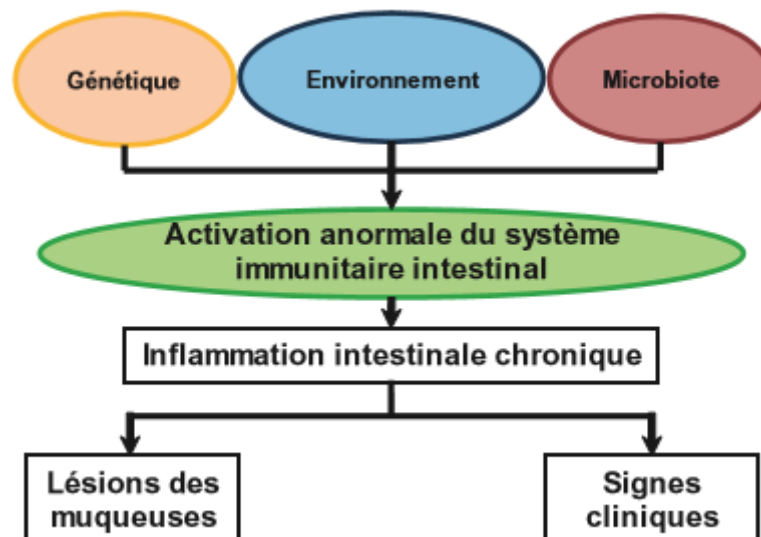 Génétique
Environnement
Microbiote
Activation anormale du système
immunitaire intestinal
Inflammation intestinale chronique
Lésions des
muqueuses
Signes
cliniques